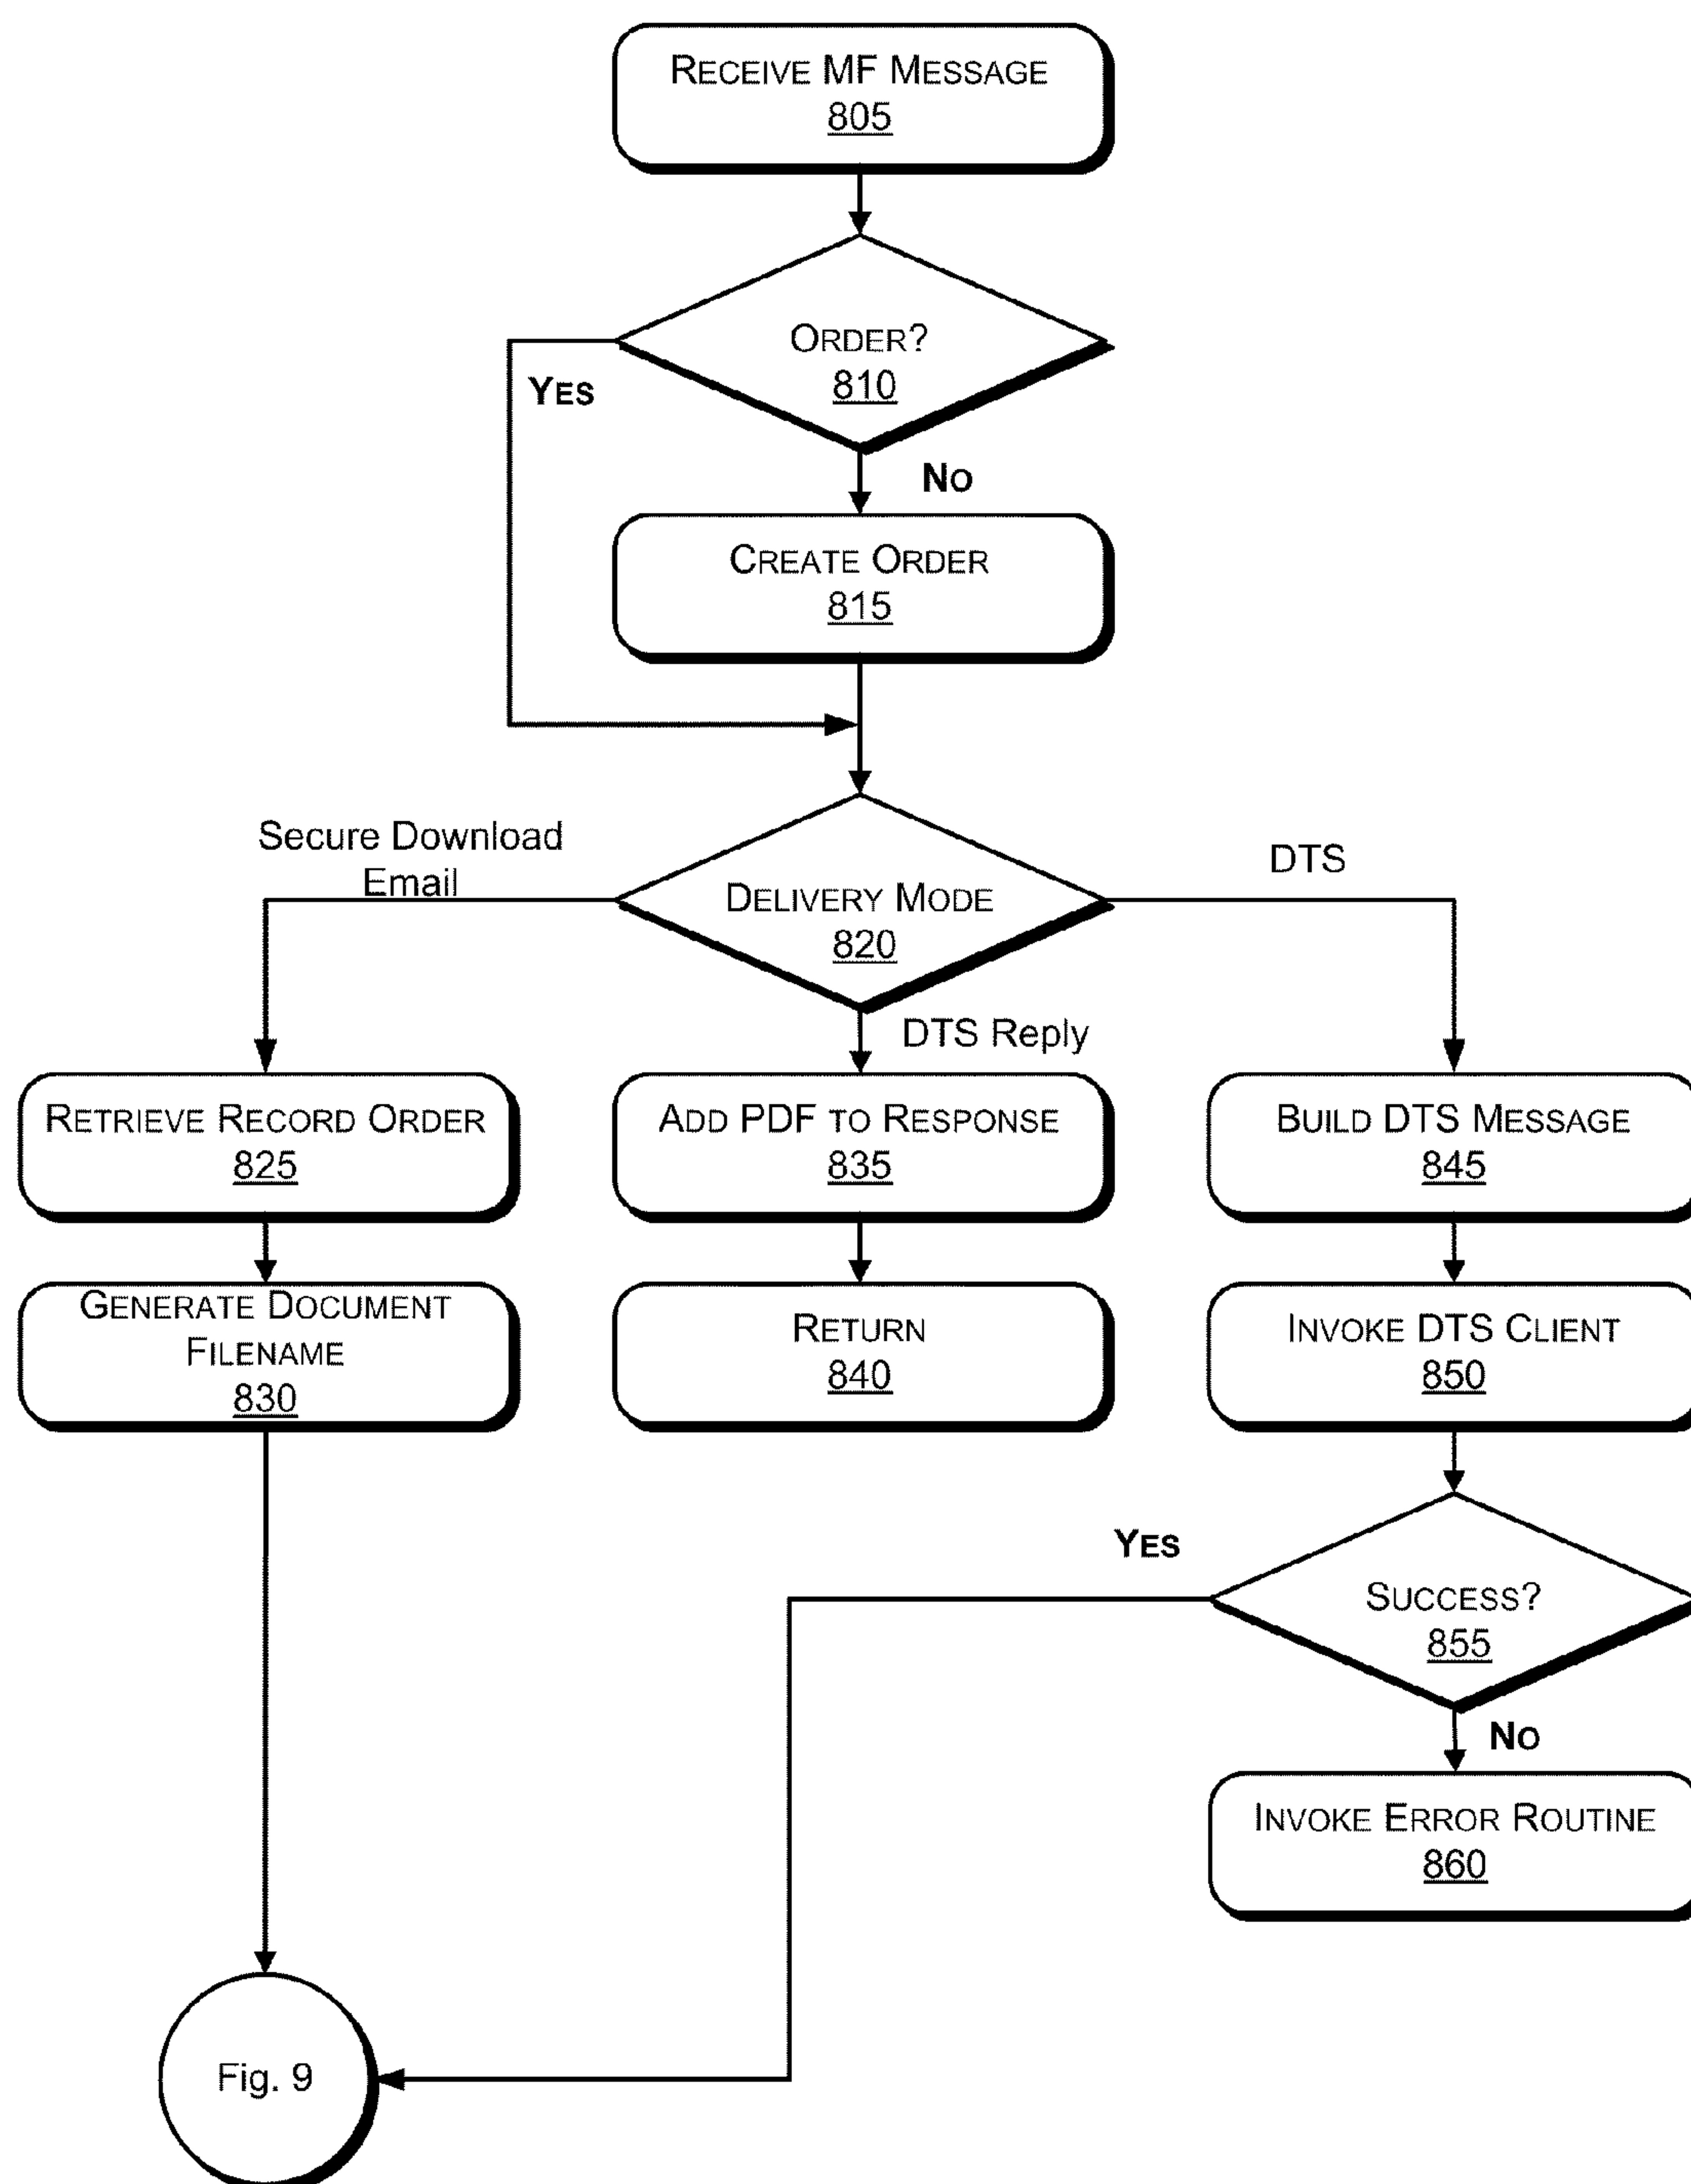 RECEIVE MF MESSAGE
805
ORDER?
810
YES
NO
CREATE ORDER
815
Secure Download
Email
DTS
DELIVERY MODE
820
DTS Reply
RETRIEVE RECORD ORDER
825
ADD PDF TO RESPONSE
835
BUILD DTS MESSAGE
845
GENERATE DOCUMENT
FILENAME
830
RETURN
840
INVOKE DTS CLIENT
850
YES
SUCCESS?
855
NO
INVOKE ERROR ROUTINE
860
Fig. 9